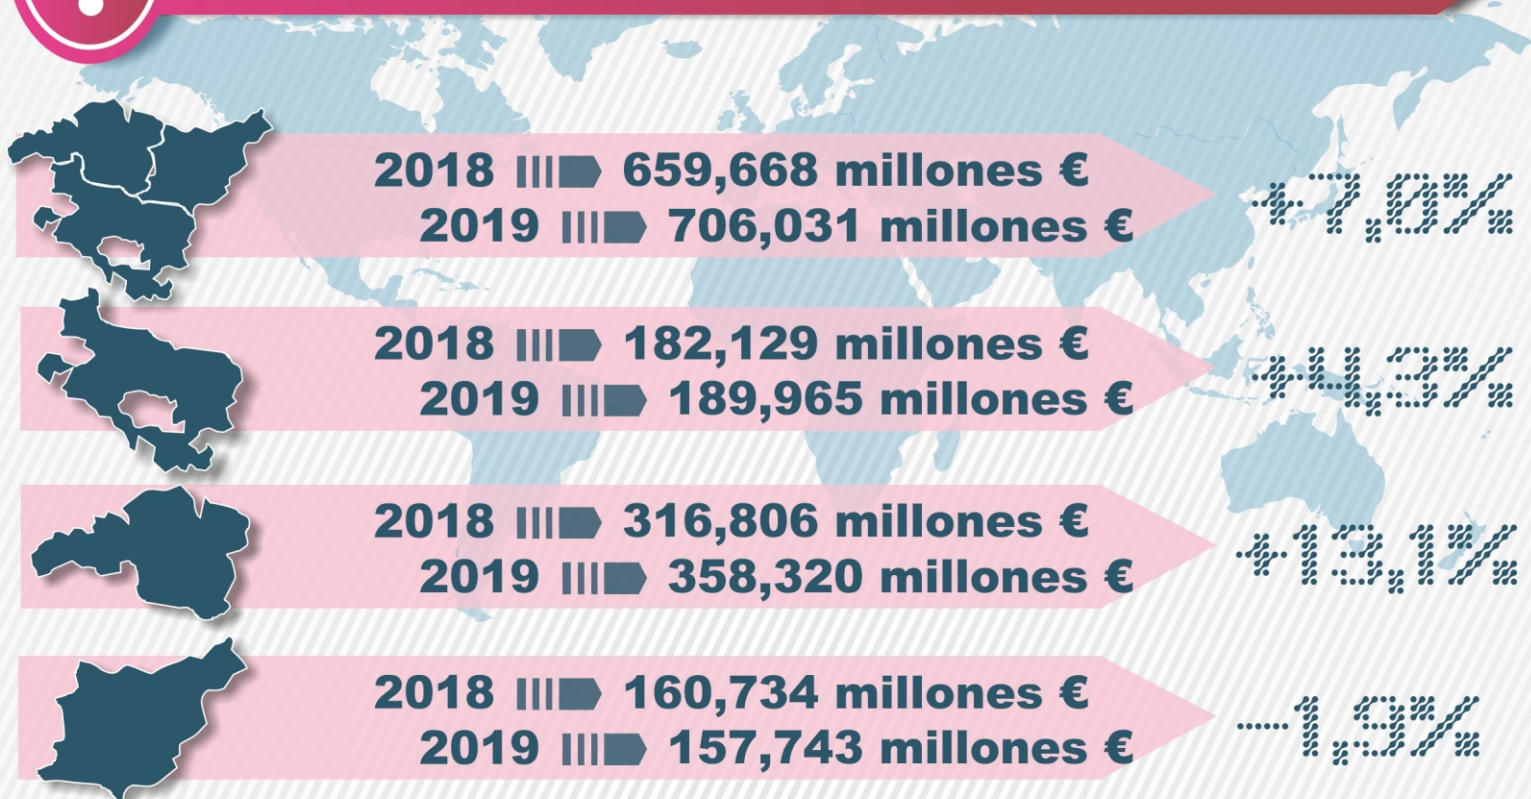 2018 659,668 millones €
2019 706,031 millones €
+7,0%
2018 182,129 millones €
2019 189,965 millones €
+4,3%
2018 316,806 millones €
2019 358,320 millones €
+13,1%
2018 160,734 millones €
2019 157,743 millones €
-1,9%